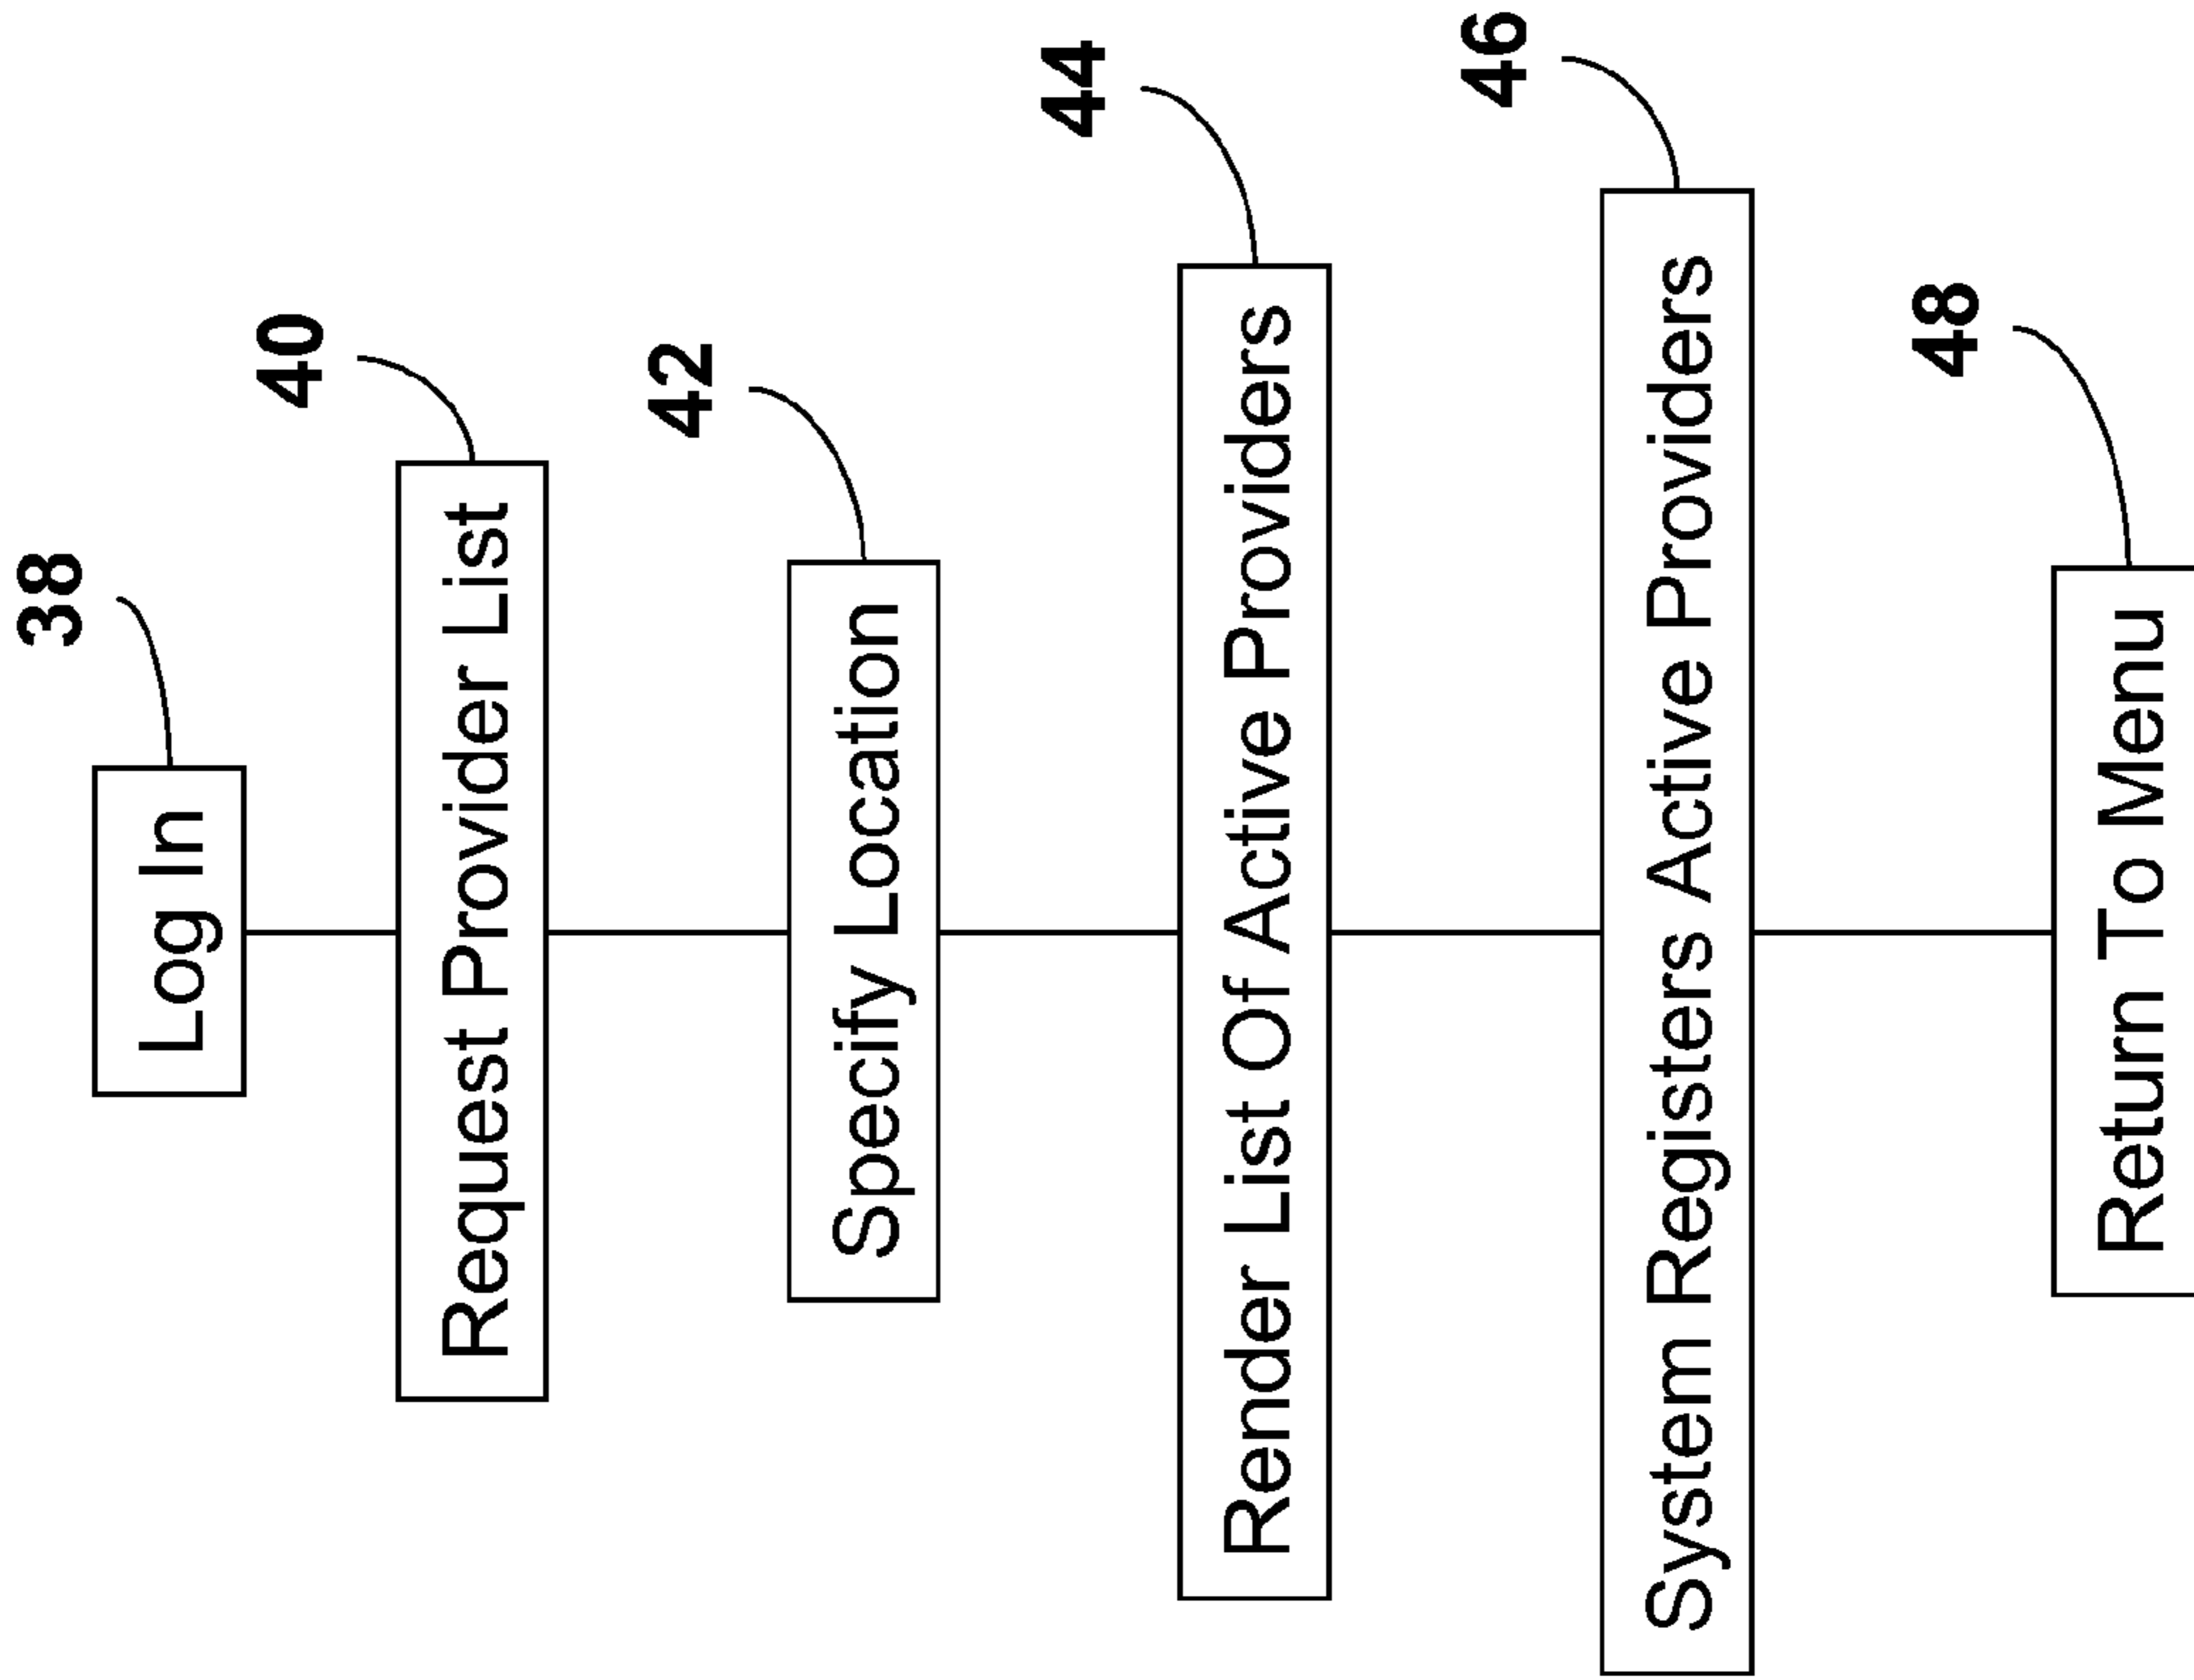 38
Log In
40
Request Provider List
42
Specify Location
44
Render List Of Active Providers
46
System Registers Active Providers
48
Return To Menu